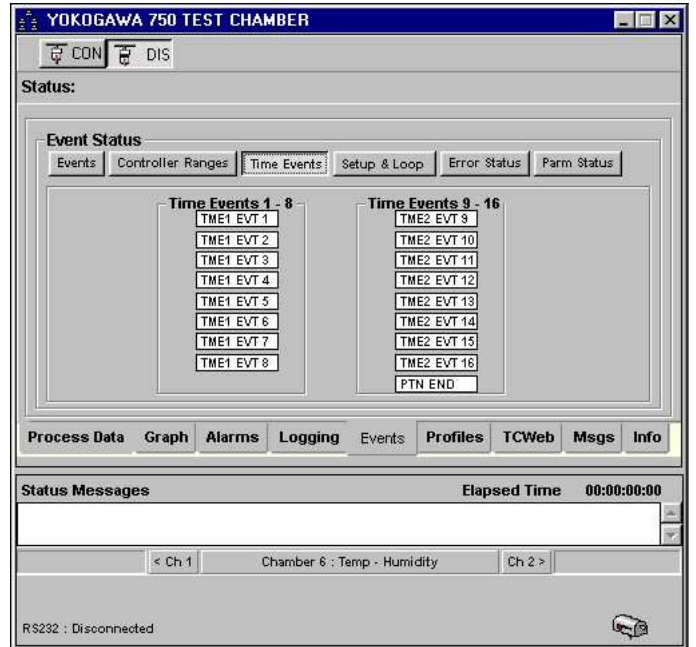 YOKOGAWA 750 TEST CHAMBER
CON DIS
Status:
Event Status
Events Controller Ranges Time Events Setup & Loop Error Status Parm Status
Time Events 1 - 8 Time Events 9 - 16
TME1 EVT 1 TME2 EVT 9
TME1 EVT 2 TME2 EVT 10
TME1 EVT 3 TME2 EVT 11
TME1 EVT 4 TME2 EVT 12
TME1 EVT 5 TME2 EVT 13
TME1 EVT 6 TME2 EVT 14
TME1 EVT 7 TME2 EVT 15
TME1 EVT 8 TME2 EVT 16
PTN END
Process Data Graph Alarms Logging Events Profiles TCWeb Msgs Info
Status Messages Elapsed Time 00:00:00:00
< Ch 1 Chamber 6 : Temp - Humidity Ch 2 >
RS232 : Disconnected